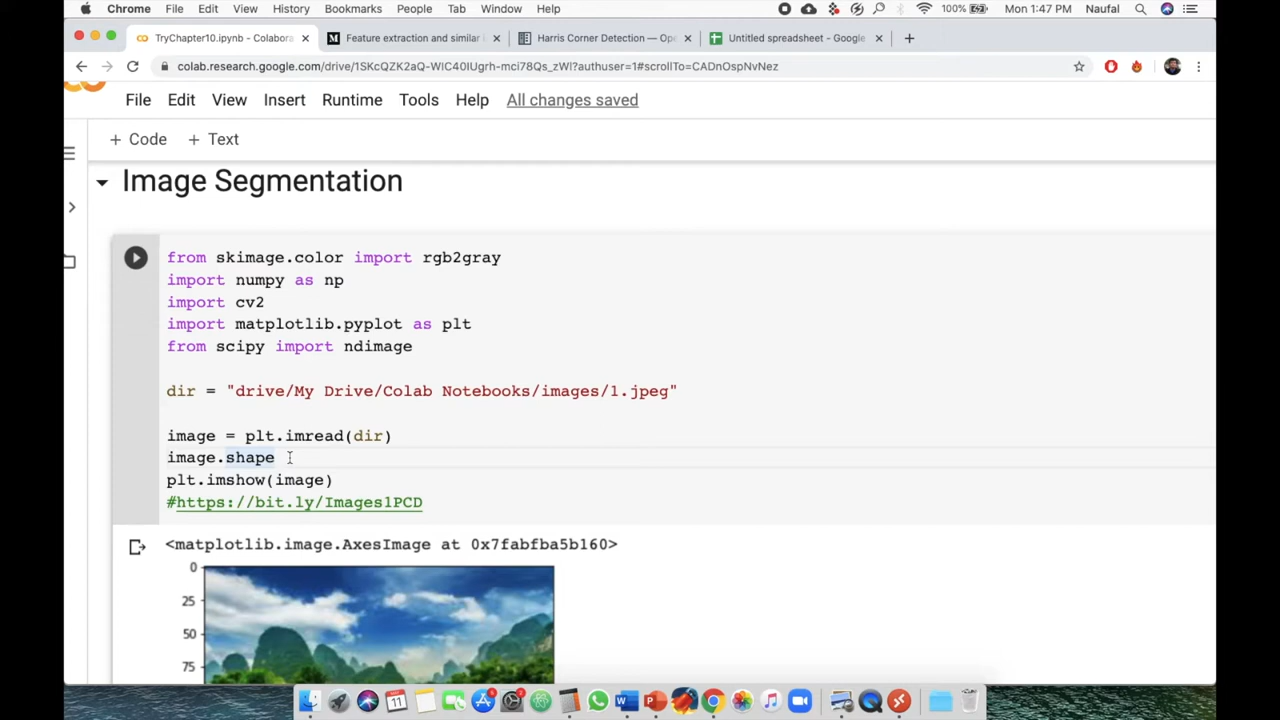 Chrome File Edit View History Bookmarks People Tab Window Help 100% Mon 1:47 PM Naufal
TryChapter10.ipynb - Colabora Feature extraction and similar i Harris Corner Detection — Ope Untitled spreadsheet - Google
colab.research.google.com/drive/1SKcQZK2aQ-WIC40IUgrh-mci78Qs_zWl?authuser=1#scrollTo=CADnOspNvNez
File Edit View Insert Runtime Tools Help All changes saved
+ Code + Text
Image Segmentation
from skimage.color import rgb2gray
import numpy as np
import cv2
import matplotlib.pyplot as plt
from scipy import ndimage
dir = "drive/My Drive/Colab Notebooks/images/1.jpeg"
image = plt.imread(dir)
image.shape
plt.imshow(image)
#https://bit.ly/Images1PCD
<matplotlib.image.AxesImage at 0x7fabfba5b160>
0
25
50
75